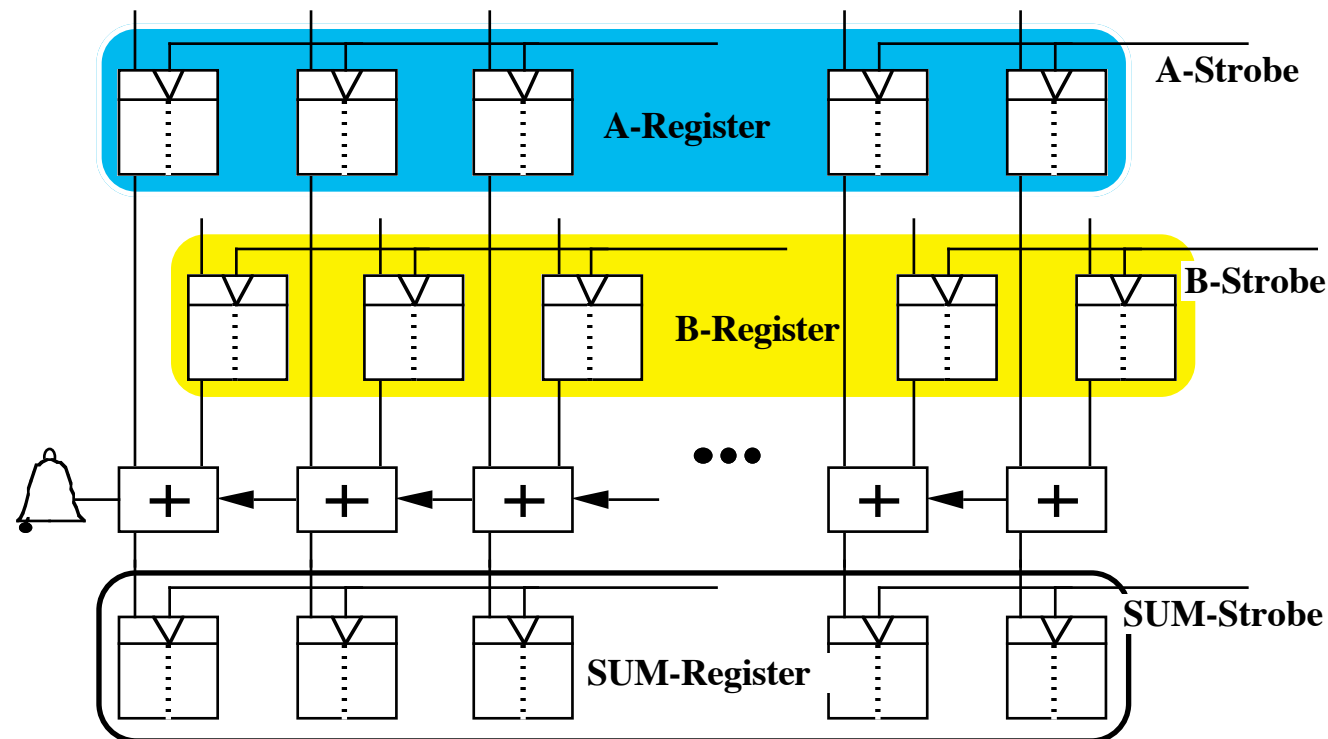 A-Strobe
A-Register
B-Strobe
B-Register
+ + + + +
SUM-Strobe
SUM-Register